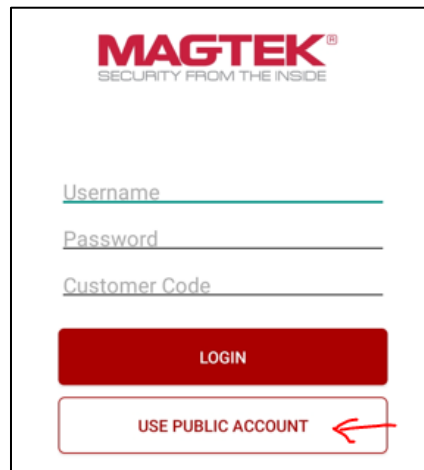 MAGTEK®
SECURITY FROM THE INSIDE
Username
Password
Customer Code
LOGIN
USE PUBLIC ACCOUNT